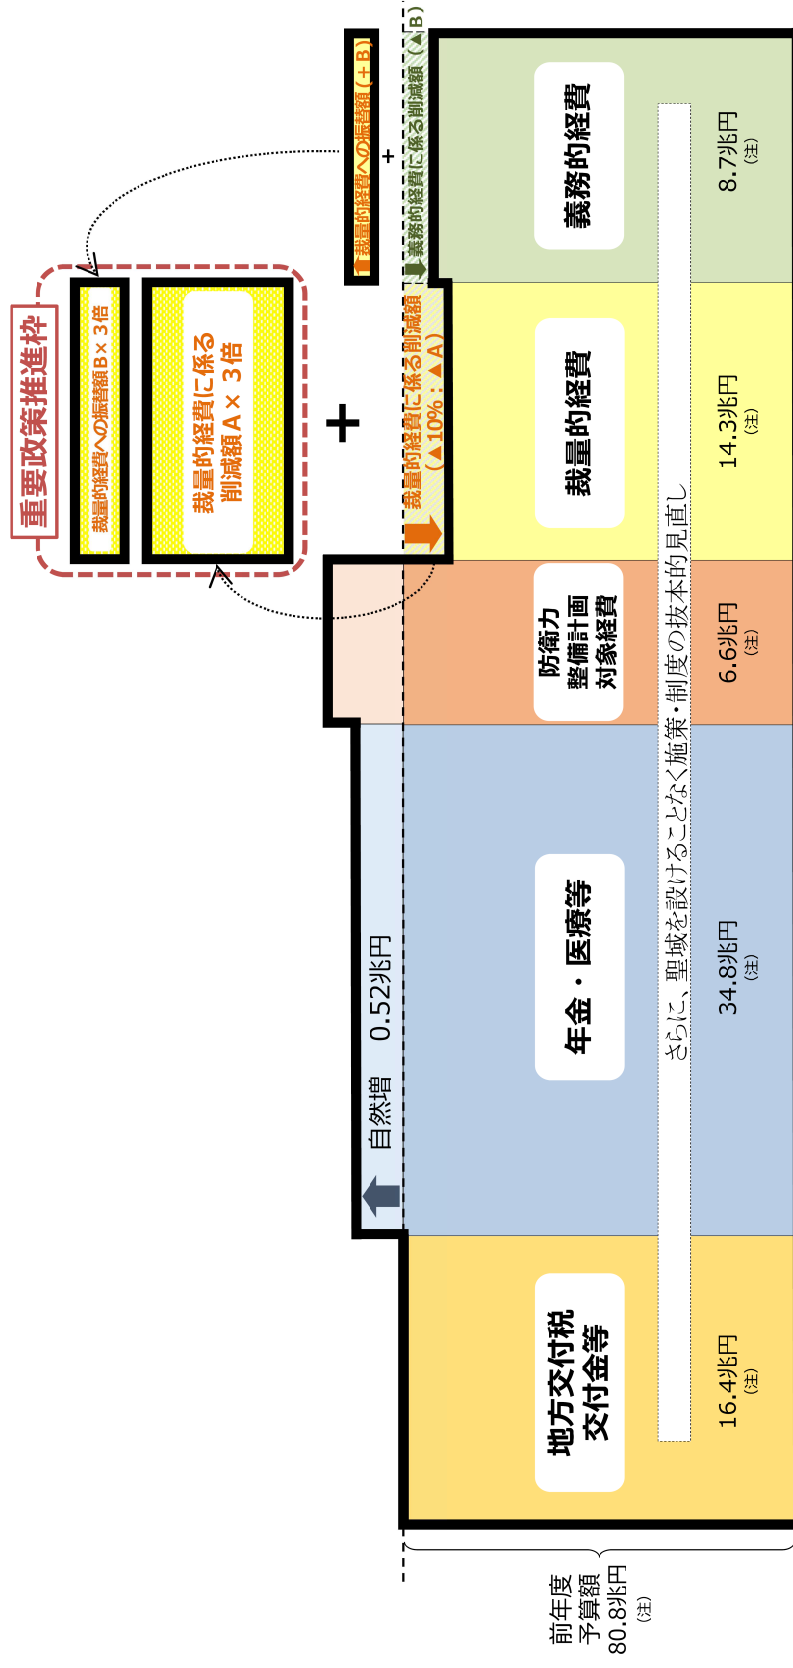 重要政策推進枠
裁量的経費への振替額B×３倍
裁量的経費に係る
削減額Ａ×３倍
＋
裁量的経費への振替額(＋B)
+
義務的経費に係る削減額(▲B)
裁量的経費に係る削減額
(▲10%：▲A)
自然増　0.52兆円
前年度
予算額
80.8兆円
（注）
地方交付税
交付金等
16.4兆円
（注）
年金・医療等
34.8兆円
（注）
防衛力
整備計画
対象経費
6.6兆円
（注）
裁量的経費
14.3兆円
（注）
義務的経費
8.7兆円
（注）
さらに、聖域を設けることなく施策・制度の抜本的見直し